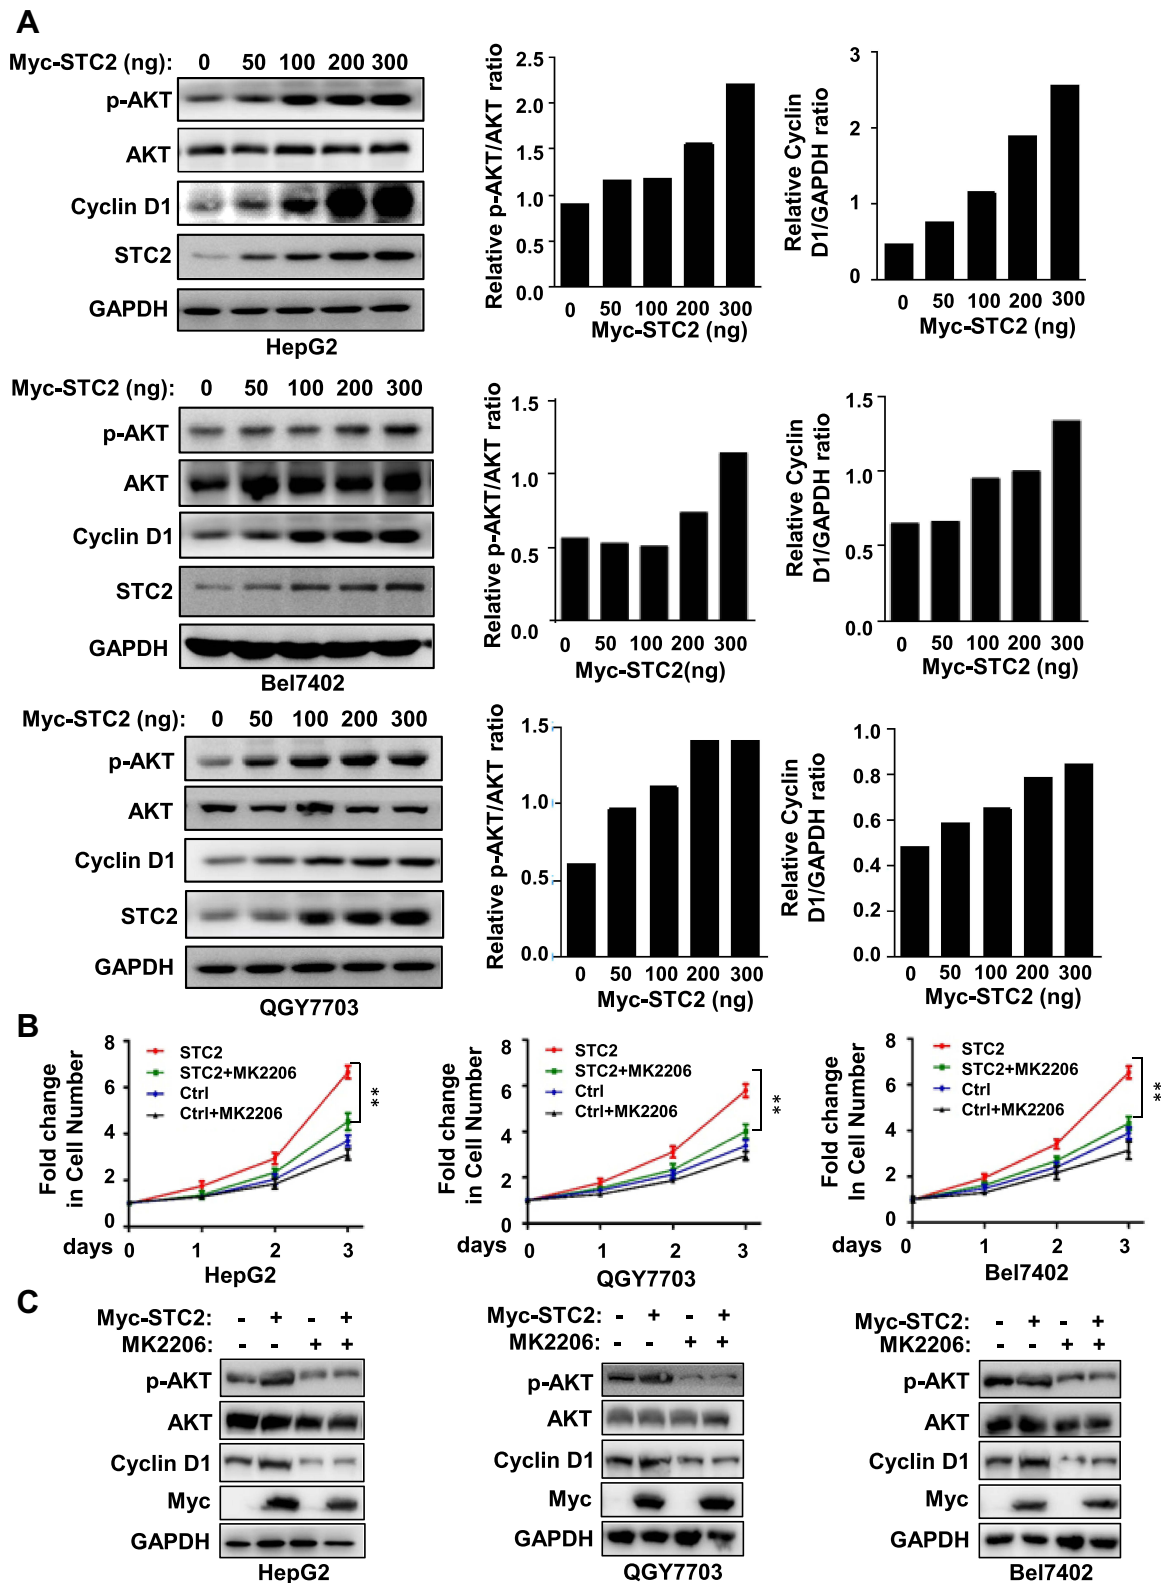 A
Myc-STC2 (ng): 0 50 100 200 300
p-AKT
AKT
Cyclin D1
STC2
GAPDH
HepG2
Relative p-AKT/AKT ratio
2.5
2.0
1.5
1.0
0.5
0.0
0 50 100 200 300
Myc-STC2 (ng)
Relative Cyclin
D1/GAPDH ratio
3
2
1
0
0 50 100 200 300
Myc-STC2 (ng)
Myc-STC2 (ng): 0 50 100 200 300
p-AKT
AKT
Cyclin D1
STC2
GAPDH
Bel7402
Relative p-AKT/AKT ratio
1.5
1.0
0.5
0.0
0 50 100 200 300
Myc-STC2(ng)
Relative Cyclin
D1/GAPDH ratio
1.5
1.0
0.5
0.0
0 50 100 200 300
Myc-STC2 (ng)
Myc-STC2 (ng): 0 50 100 200 300
p-AKT
AKT
Cyclin D1
STC2
GAPDH
QGY7703
Relative p-AKT/AKT ratio
1.5
1.0
0.5
0.0
0 50 100 200 300
Myc-STC2 (ng)
Relative Cyclin
D1/GAPDH ratio
1.0
0.8
0.6
0.4
0.2
0.0
0 50 100 200 300
Myc-STC2 (ng)
B
Fold change
in Cell Number
8
6
4
2
0
STC2
STC2+MK2206
Ctrl
Ctrl+MK2206
**
days 0 1 2 3
HepG2
Fold change
in Cell Number
8
6
4
2
0
STC2
STC2+MK2206
Ctrl
Ctrl+MK2206
**
days 0 1 2 3
QGY7703
Fold change
In Cell Number
8
6
4
2
0
STC2
STC2+MK2206
Ctrl
Ctrl+MK2206
**
days 0 1 2 3
Bel7402
C
Myc-STC2: - + - +
MK2206: - - + +
p-AKT
AKT
Cyclin D1
Myc
GAPDH
HepG2
Myc-STC2: - + - +
MK2206: - - + +
p-AKT
AKT
Cyclin D1
Myc
GAPDH
QGY7703
Myc-STC2: - + - +
MK2206: - - + +
p-AKT
AKT
Cyclin D1
Myc
GAPDH
Bel7402